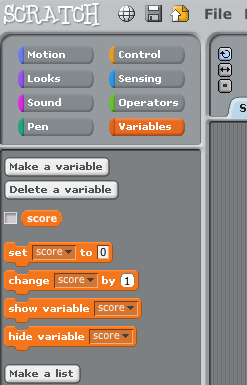 SCRATCH File
Motion Control
Looks Sensing
Sound Operators
Pen Variables
S
Make a variable
Delete a variable
score
set score to 0
change score by 1
show variable score
hide variable score
Make a list